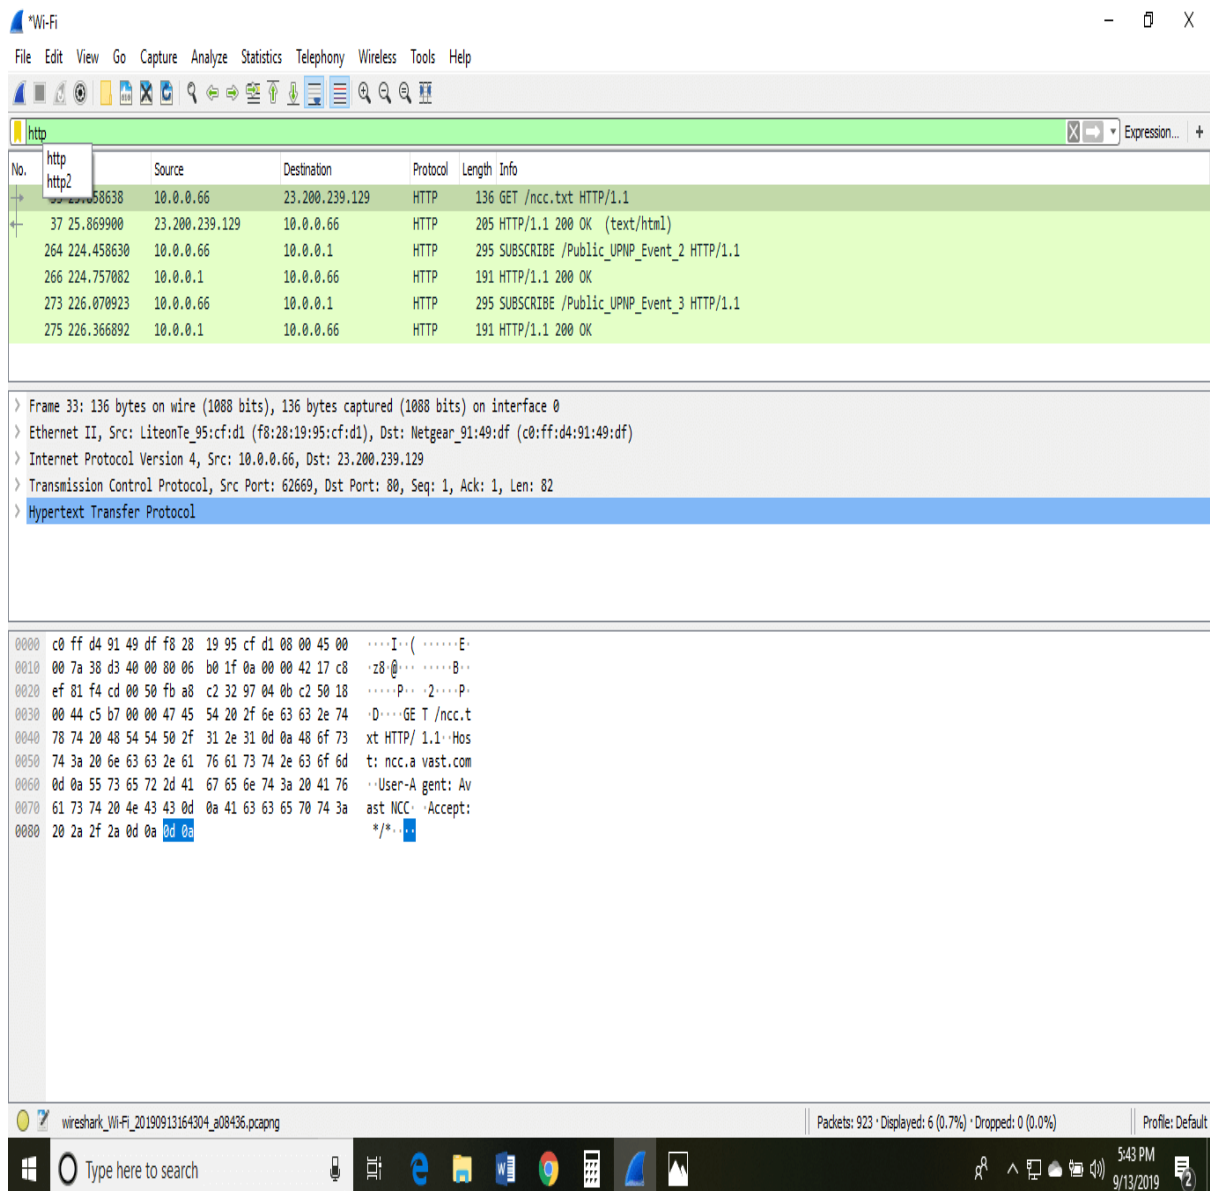 *Wi-Fi
File Edit View Go Capture Analyze Statistics Telephony Wireless Tools Help
http
Expression... +
http
http2
No. Source Destination Protocol Length Info
58638 10.0.0.66 23.200.239.129 HTTP 136 GET /ncc.txt HTTP/1.1
37 25.869900 23.200.239.129 10.0.0.66 HTTP 205 HTTP/1.1 200 OK (text/html)
264 224.458630 10.0.0.66 10.0.0.1 HTTP 295 SUBSCRIBE /Public_UPNP_Event_2 HTTP/1.1
266 224.757082 10.0.0.1 10.0.0.66 HTTP 191 HTTP/1.1 200 OK
273 226.070923 10.0.0.66 10.0.0.1 HTTP 295 SUBSCRIBE /Public_UPNP_Event_3 HTTP/1.1
275 226.366892 10.0.0.1 10.0.0.66 HTTP 191 HTTP/1.1 200 OK
Frame 33: 136 bytes on wire (1088 bits), 136 bytes captured (1088 bits) on interface 0
Ethernet II, Src: LiteonTe_95:cf:d1 (f8:28:19:95:cf:d1), Dst: Netgear_91:49:df (c0:ff:d4:91:49:df)
Internet Protocol Version 4, Src: 10.0.0.66, Dst: 23.200.239.129
Transmission Control Protocol, Src Port: 62669, Dst Port: 80, Seq: 1, Ack: 1, Len: 82
Hypertext Transfer Protocol
0000 c0 ff d4 91 49 df f8 28 19 95 cf d1 08 00 45 00 ····I··( ······E·
0010 00 7a 38 d3 40 00 80 06 b0 1f 0a 00 00 42 17 c8 ·z8·@··· ·····B··
0020 ef 81 f4 cd 00 50 fb a8 c2 32 97 04 0b c2 50 18 ·····P·· ·2····P·
0030 00 44 c5 b7 00 00 47 45 54 20 2f 6e 63 63 2e 74 ·D····GE T /ncc.t
0040 78 74 20 48 54 54 50 2f 31 2e 31 0d 0a 48 6f 73 xt HTTP/ 1.1··Hos
0050 74 3a 20 6e 63 63 2e 61 76 61 73 74 2e 63 6f 6d t: ncc.a vast.com
0060 0d 0a 55 73 65 72 2d 41 67 65 6e 74 3a 20 41 76 ··User-A gent: Av
0070 61 73 74 20 4e 43 43 0d 0a 41 63 63 65 70 74 3a ast NCC· ·Accept:
0080 20 2a 2f 2a 0d 0a 0d 0a */*····
wireshark_Wi-Fi_20190913164304_a08436.pcapng
Packets: 923 · Displayed: 6 (0.7%) · Dropped: 0 (0.0%)
Profile: Default
Type here to search
5:43 PM
9/13/2019
2